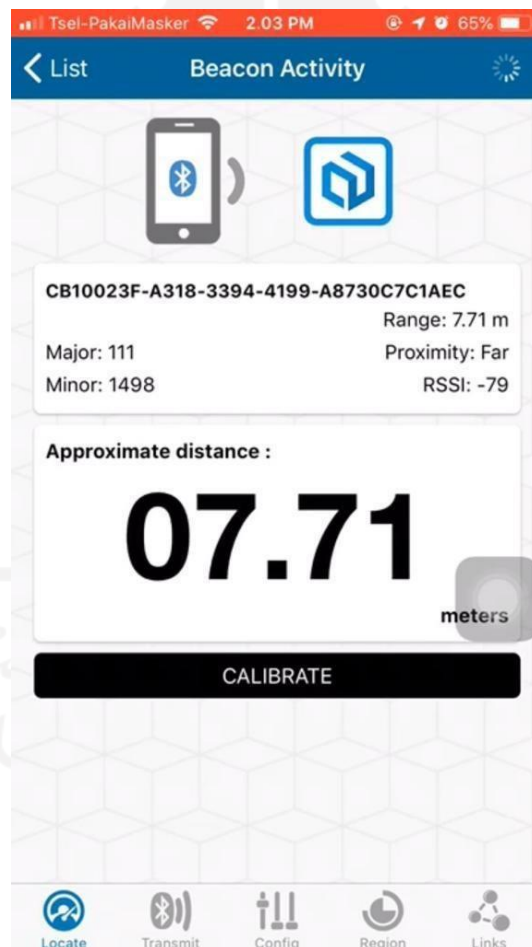 Tsel-PakaiMasker 2.03 PM 65%
List Beacon Activity
CB10023F-A318-3394-4199-A8730C7C1AEC
Range: 7.71 m
Major: 111 Proximity: Far
Minor: 1498 RSSI: -79
Approximate distance :
07.71
meters
CALIBRATE
Locate Transmit Config Region Links